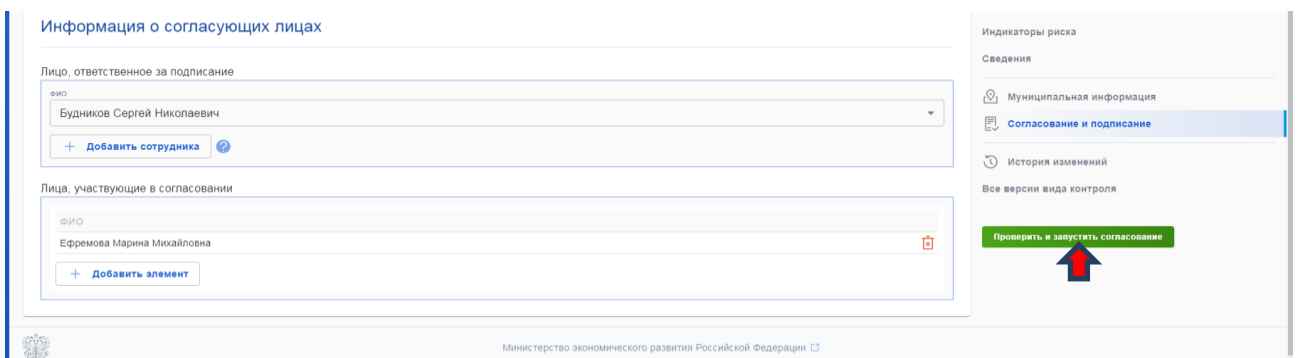 Информация о согласующих лицах
Лицо, ответственное за подписание
ФИО
Будников Сергей Николаевич
+ Добавить сотрудника ?
Лица, участвующие в согласовании
ФИО
Ефремова Марина Михайловна
+ Добавить элемент
Индикаторы риска
Сведения
Муниципальная информация
Согласование и подписание
История изменений
Все версии вида контроля
Проверить и запустить согласование
Министерство экономического развития Российской Федерации